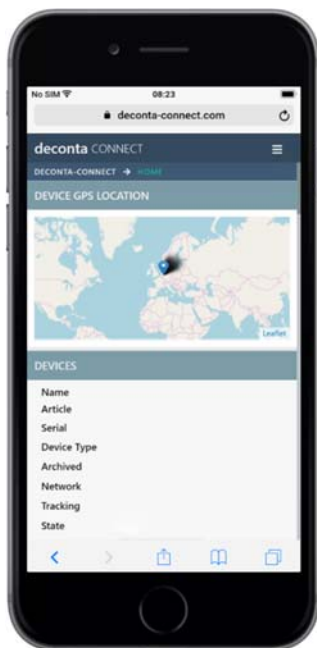 No SIM 08:23
deconta-connect.com
deconta CONNECT
DECONTA-CONNECT → HOME
DEVICE GPS LOCATION
Leaflet
DEVICES
Name
Article
Serial
Device Type
Archived
Network
Tracking
State